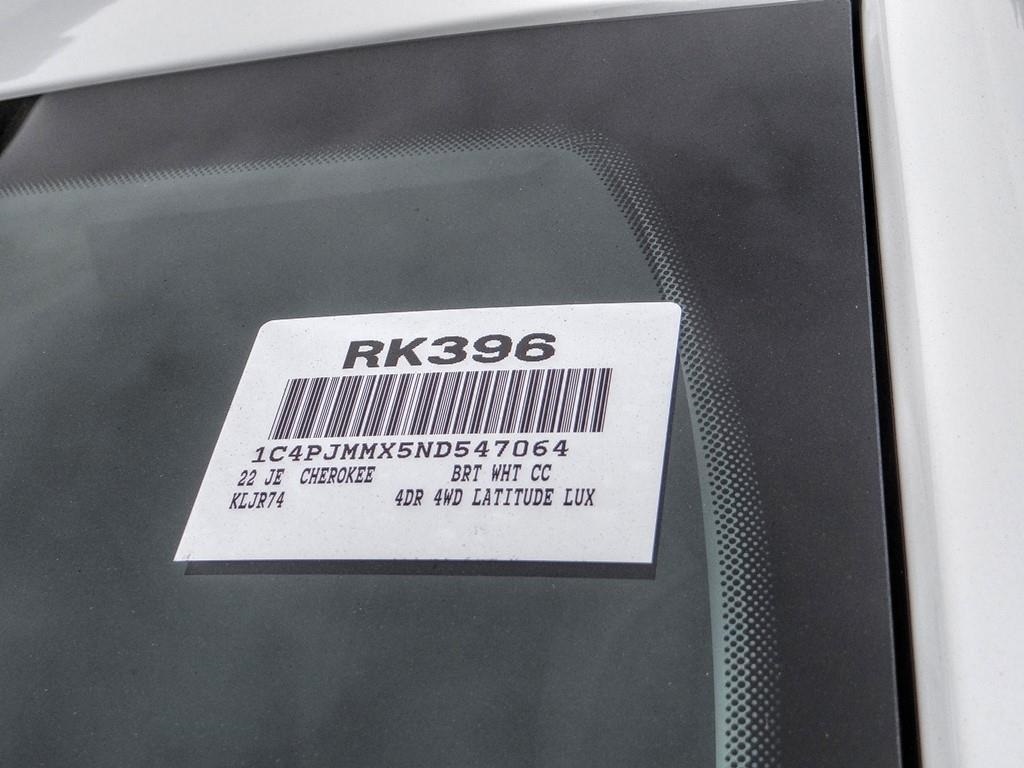 RK396
1C4PJMMX5ND547064
22 JE CHEROKEE BRT WHT CC
KLJR74 4DR 4WD LATITUDE LUX